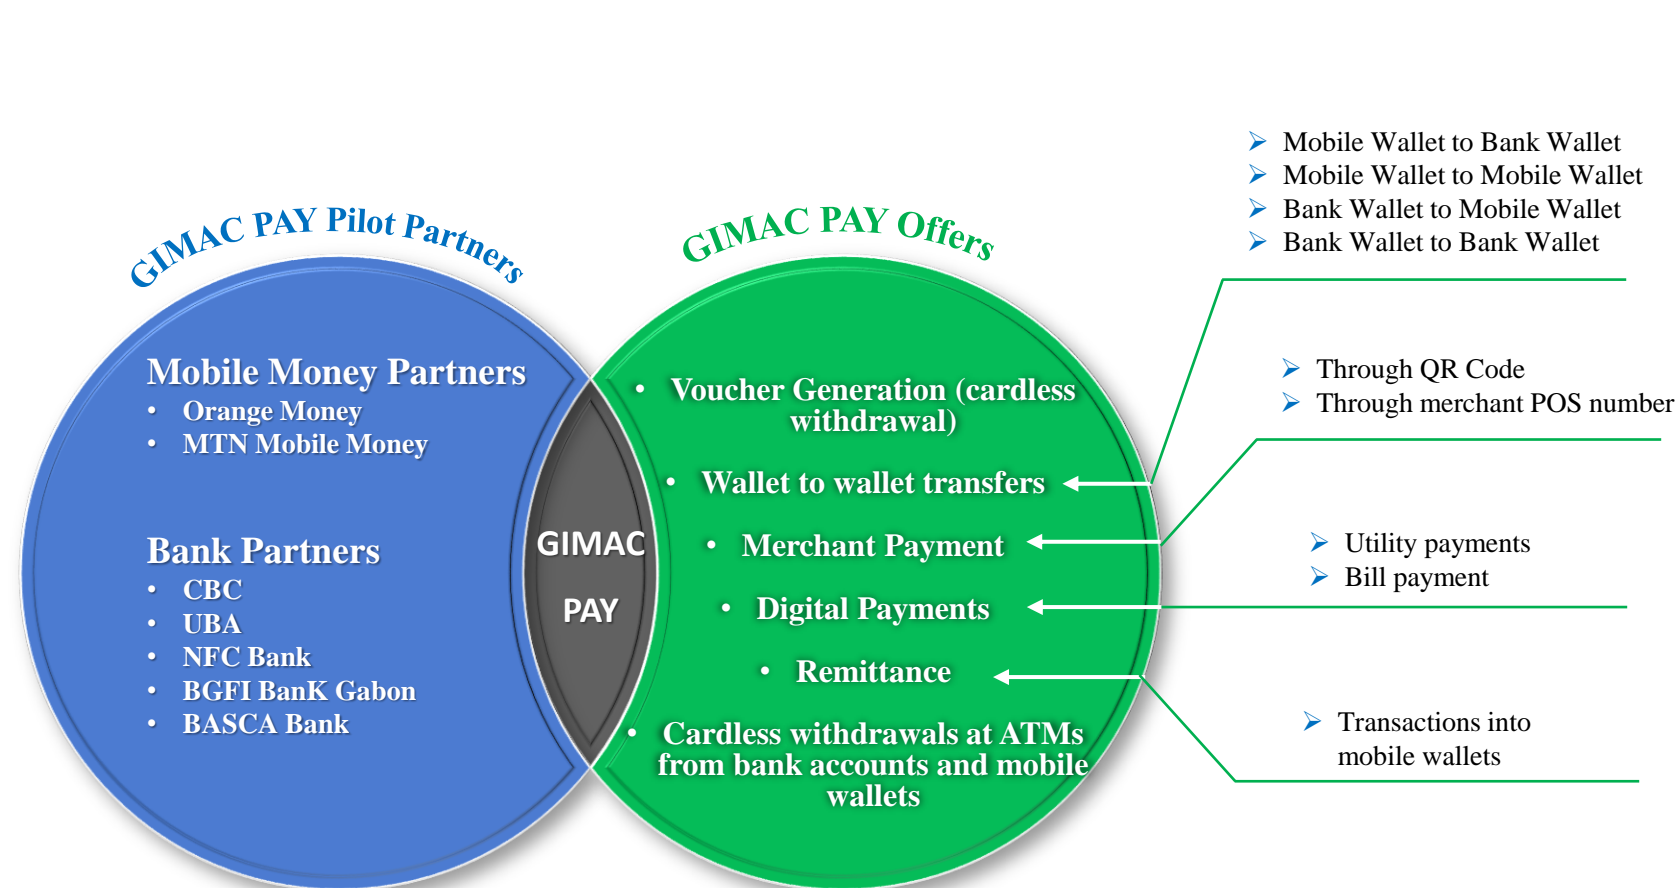 GIMAC PAY Pilot Partners
Mobile Money Partners
• Orange Money
• MTN Mobile Money
Bank Partners
• CBC
• UBA
• NFC Bank
• BGFI BanK Gabon
• BASCA Bank
GIMAC
PAY
GIMAC PAY Offers
• Voucher Generation (cardless
withdrawal)
• Wallet to wallet transfers
• Merchant Payment
• Digital Payments
• Remittance
• Cardless withdrawals at ATMs
from bank accounts and mobile
wallets
➢ Mobile Wallet to Bank Wallet
➢ Mobile Wallet to Mobile Wallet
➢ Bank Wallet to Mobile Wallet
➢ Bank Wallet to Bank Wallet
➢ Through QR Code
➢ Through merchant POS number
➢ Utility payments
➢ Bill payment
➢ Transactions into
mobile wallets